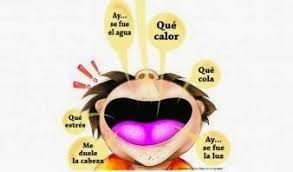 Ay...
se fue
el agua
Qué
calor
Qué
cola
Qué
estrés
Me
duele la
cabeza
Ay...
se fue
la luz